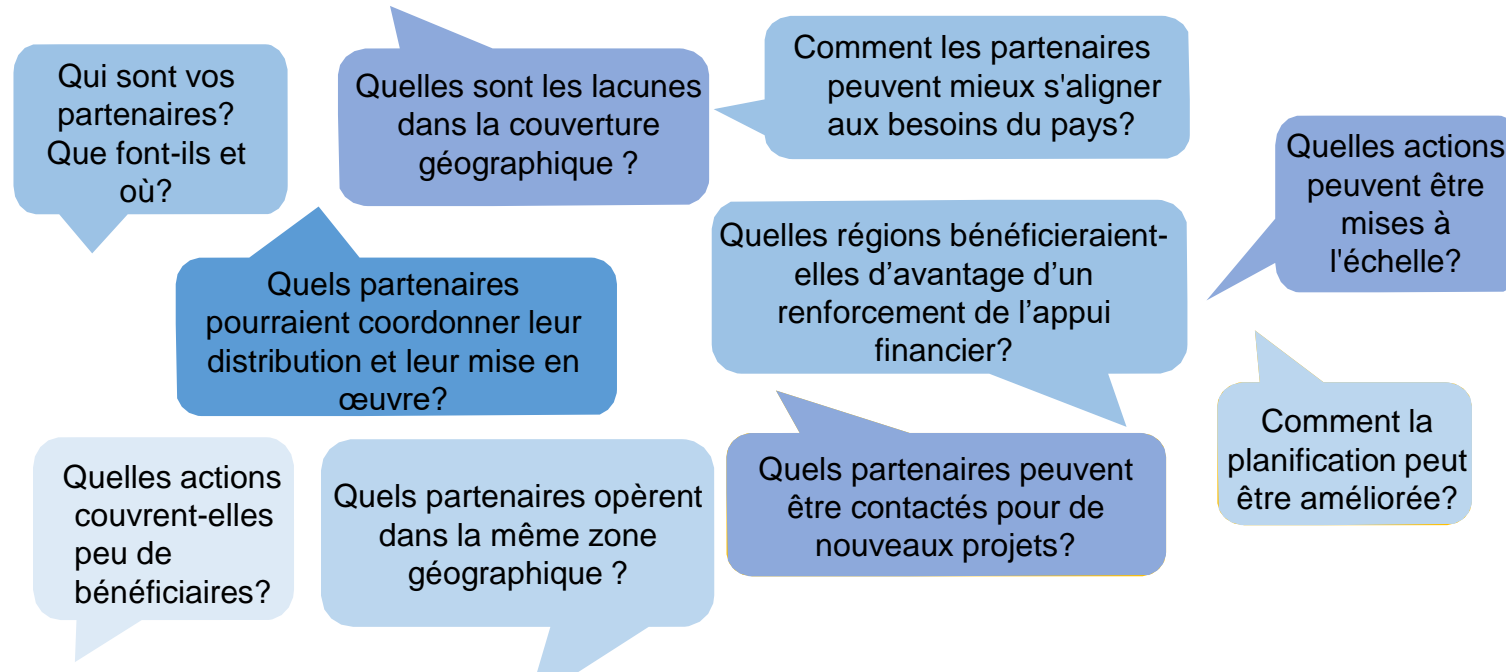 Qui sont vos
partenaires?
Que font-ils et
où?
Quelles sont les lacunes
dans la couverture
géographique ?
Comment les partenaires
peuvent mieux s'aligner
aux besoins du pays?
Quelles actions
peuvent être
mises à
l'échelle?
Quels partenaires
pourraient coordonner leur
distribution et leur mise en
œuvre?
Quelles régions bénéficieraient-
elles d’avantage d’un
renforcement de l’appui
financier?
Comment la
planification peut
être améliorée?
Quelles actions
couvrent-elles
peu de
bénéficiaires?
Quels partenaires opèrent
dans la même zone
géographique ?
Quels partenaires peuvent
être contactés pour de
nouveaux projets?